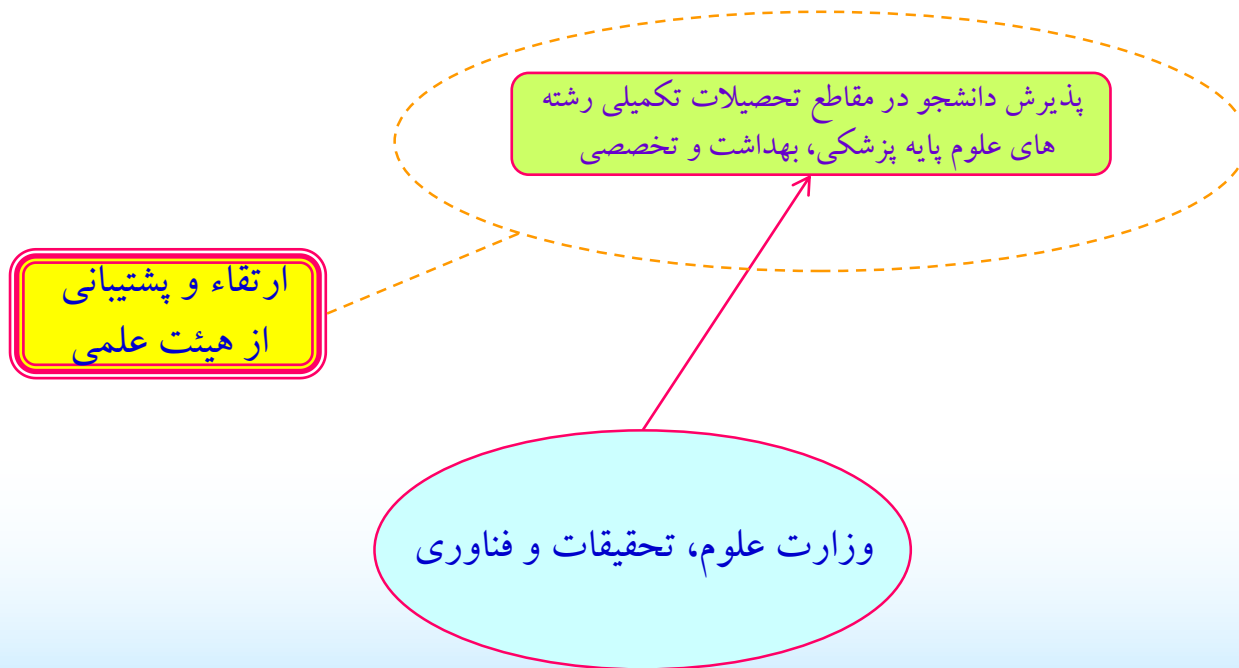 پذیرش دانشجو در مقاطع تحصیلات تکمیلی رشته
های علوم پایه پزشکی، بهداشت و تخصصی
ارتقاء و پشتیبانی
از هیئت علمی
وزارت علوم، تحقیقات و فناوری